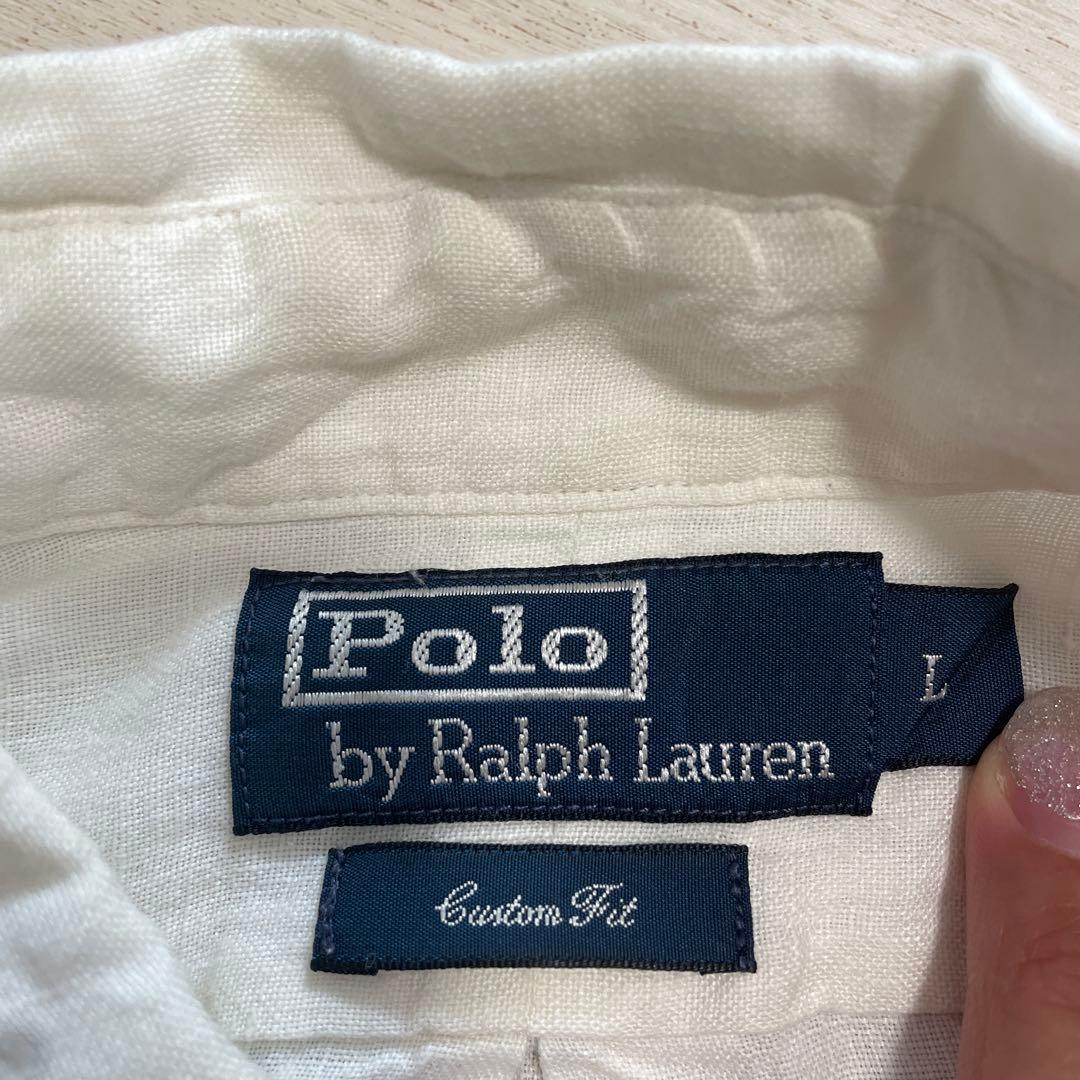 Polo
by Ralph Lauren
L
Custom Fit